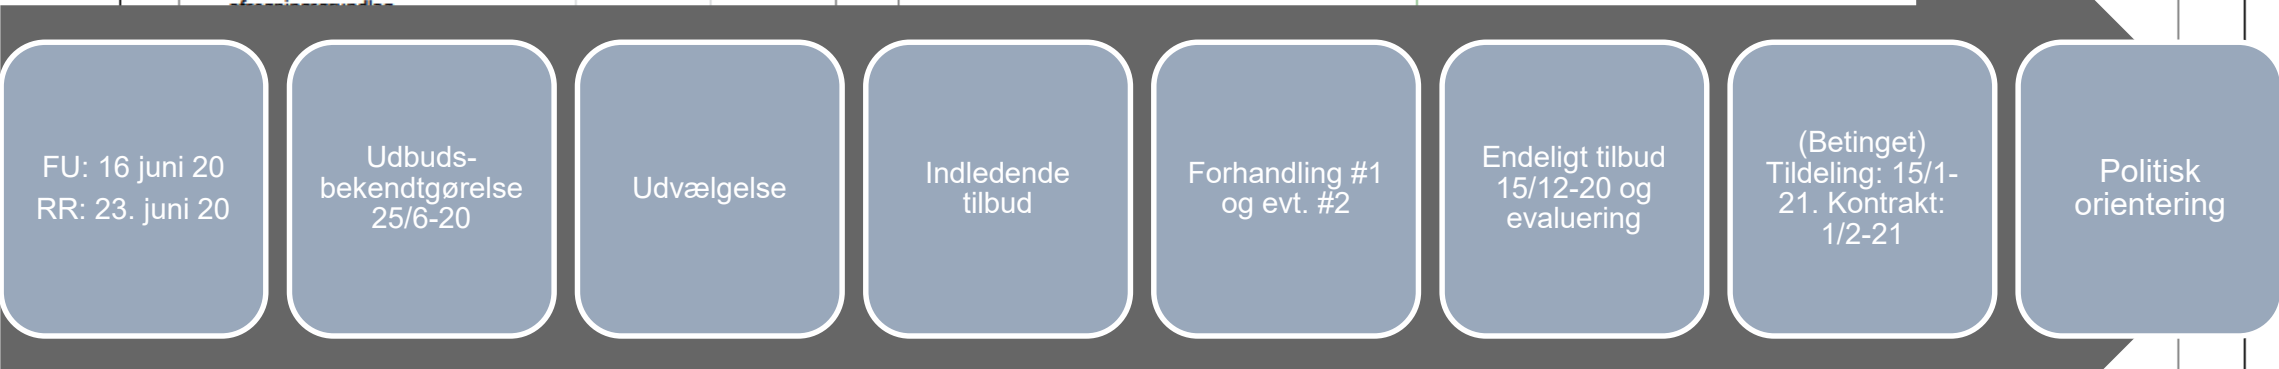 FU: 16 juni 20
RR: 23. juni 20
Udbuds-
bekendtgørelse
25/6-20
Udvælgelse
Indledende
tilbud
Forhandling #1
og evt. #2
Endeligt tilbud
15/12-20 og
evaluering
(Betinget)
Tildeling: 15/1-
21. Kontrakt:
1/2-21
Politisk
orientering